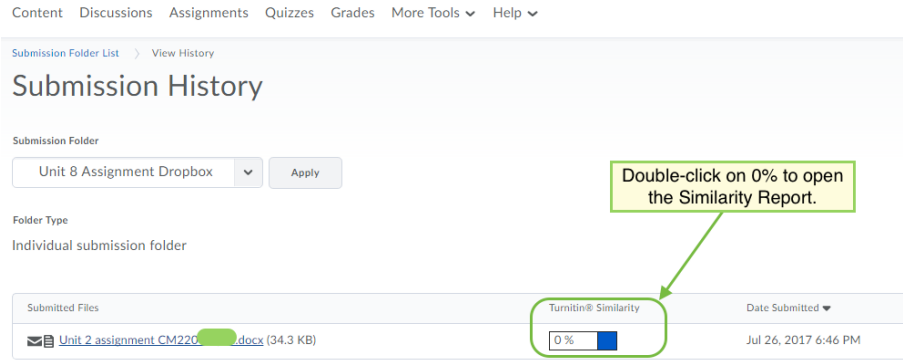 Content Discussions Assignments Quizzes Grades More Tools Help
Submission Folder List View History
Submission History
Submission Folder
Unit 8 Assignment Dropbox Apply
Double-click on 0% to open
the Similarity Report.
Folder Type
Individual submission folder
Submitted Files Turnitin® Similarity Date Submitted
Unit 2 assignment CM220 .docx (34.3 KB) 0 % Jul 26, 2017 6:46 PM